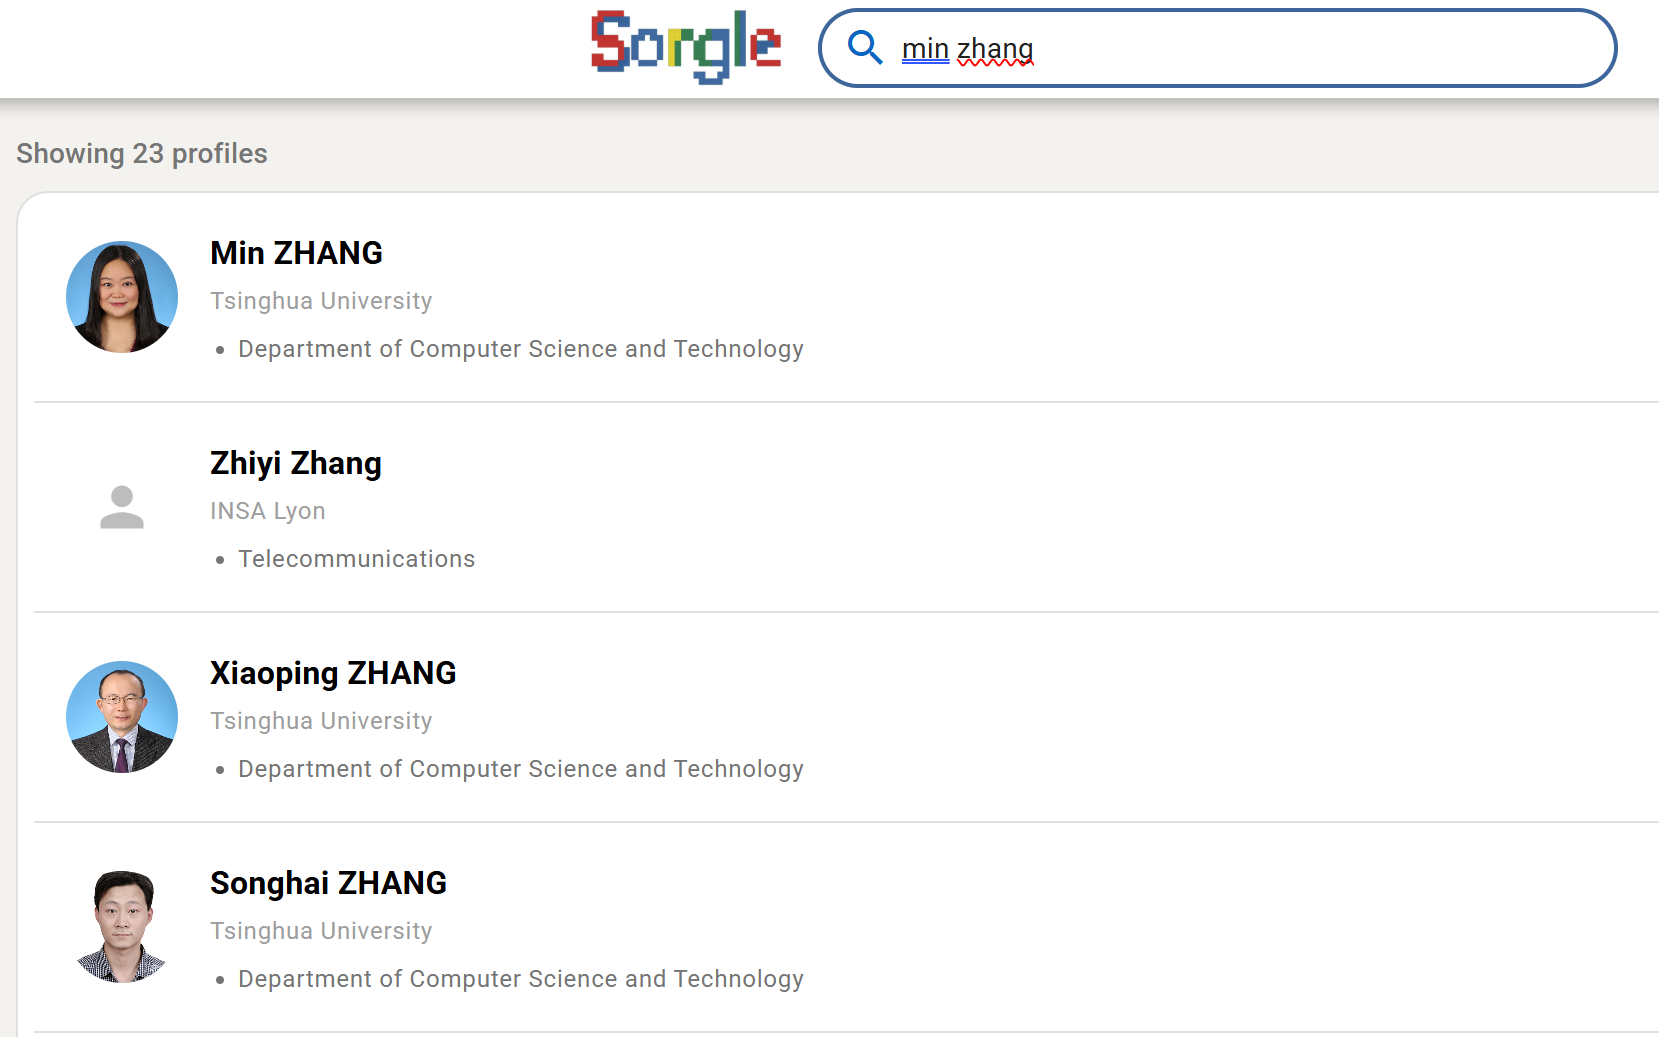 Sorgle
min zhang
Showing 23 profiles
Min ZHANG
Tsinghua University
• Department of Computer Science and Technology
Zhiyi Zhang
INSA Lyon
• Telecommunications
Xiaoping ZHANG
Tsinghua University
• Department of Computer Science and Technology
Songhai ZHANG
Tsinghua University
• Department of Computer Science and Technology